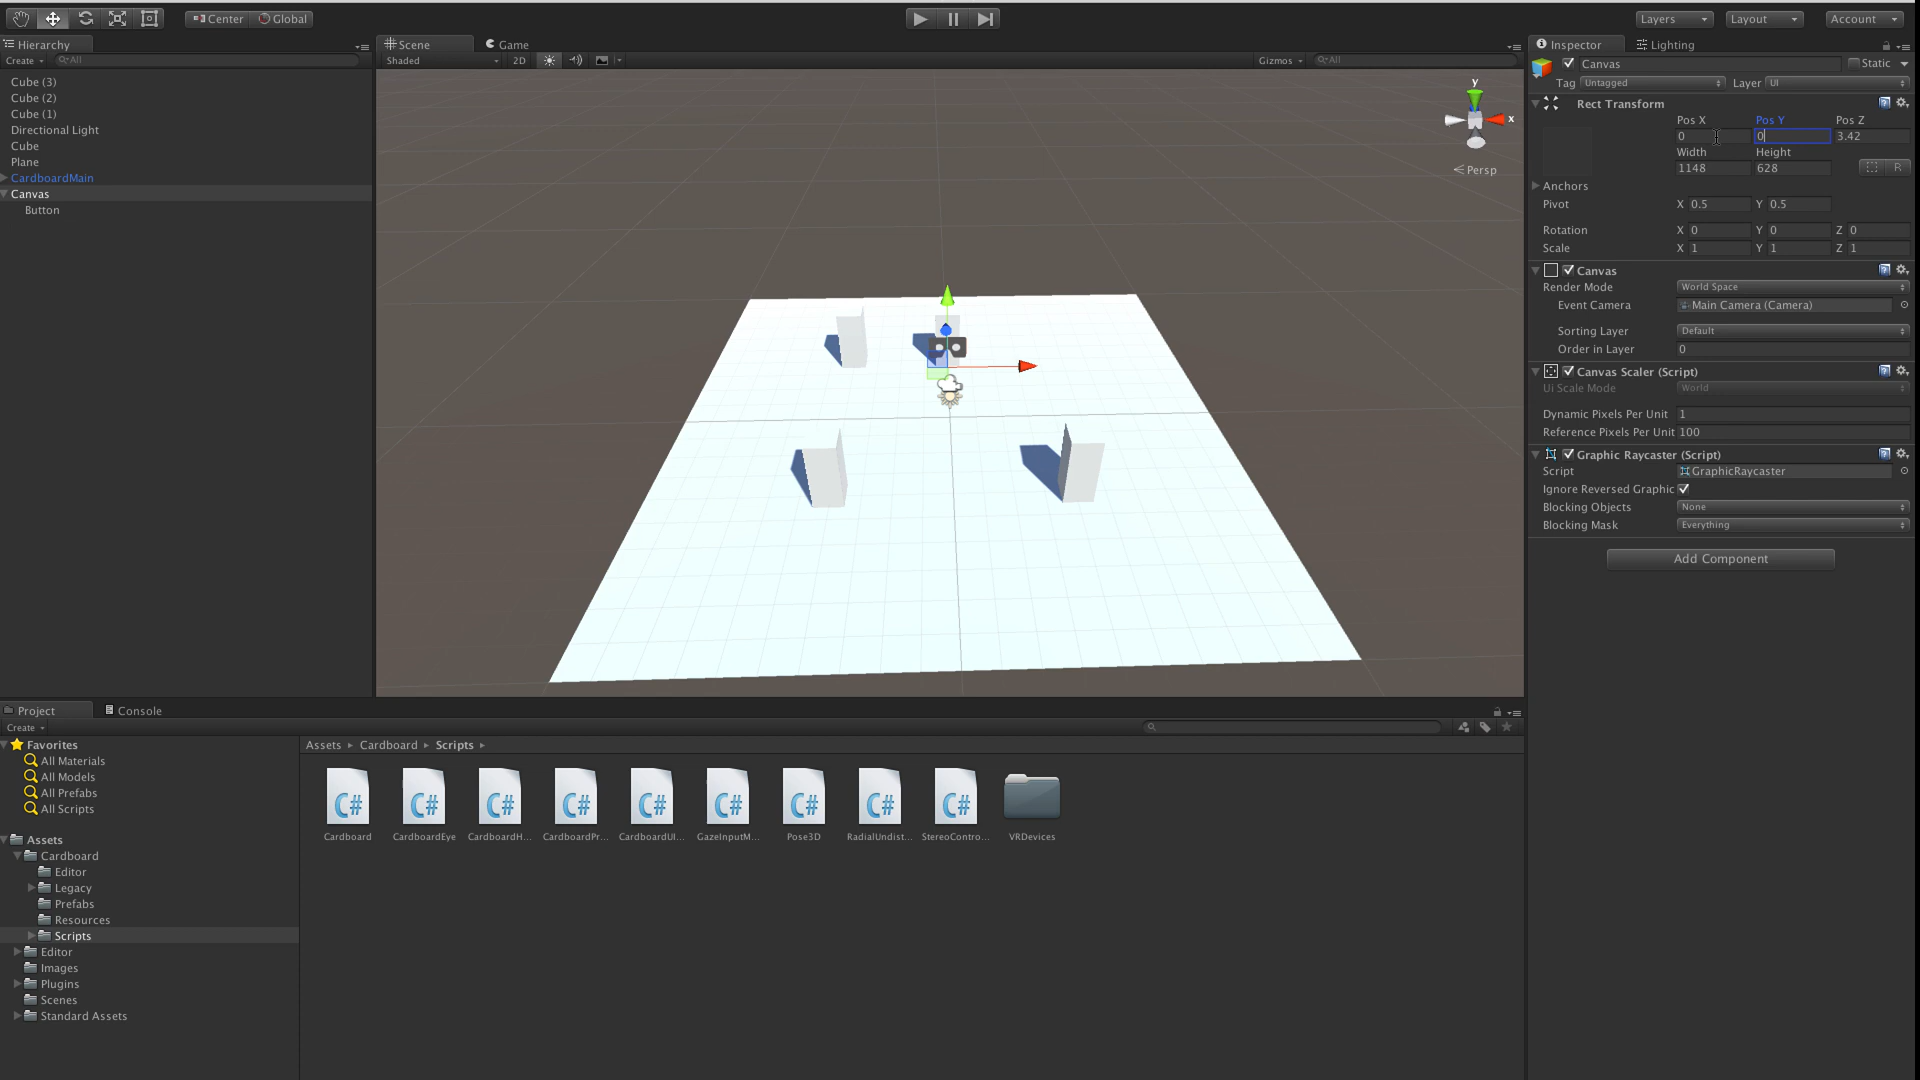 Center
Global
Layers
Layout
Account
Hierarchy
Create
All
Cube (3)
Cube (2)
Cube (1)
Directional Light
Cube
Plane
CardboardMain
Canvas
Button
Scene
Game
Shaded
2D
Gizmos
All
y
x
Persp
Inspector
Lighting
Canvas
Static
Tag Untagged
Layer UI
Rect Transform
Pos X Pos Y Pos Z
0 0 3.42
Width Height
1148 628
R
Anchors
Pivot X 0.5 Y 0.5
Rotation X 0 Y 0 Z 0
Scale X 1 Y 1 Z 1
Canvas
Render Mode World Space
Event Camera Main Camera (Camera)
Sorting Layer Default
Order in Layer 0
Canvas Scaler (Script)
Ui Scale Mode World
Dynamic Pixels Per Unit 1
Reference Pixels Per Unit 100
Graphic Raycaster (Script)
Script GraphicRaycaster
Ignore Reversed Graphic
Blocking Objects None
Blocking Mask Everything
Add Component
Project
Console
Create
Favorites
All Materials
All Models
All Prefabs
All Scripts
Assets
Cardboard
Editor
Legacy
Prefabs
Resources
Scripts
Editor
Images
Plugins
Scenes
Standard Assets
Assets Cardboard Scripts
C# C# C# C# C# C# C# C# C#
Cardboard CardboardEye CardboardH... CardboardPr... CardboardUI... GazeInputM... Pose3D RadialUndist... StereoContro... VRDevices